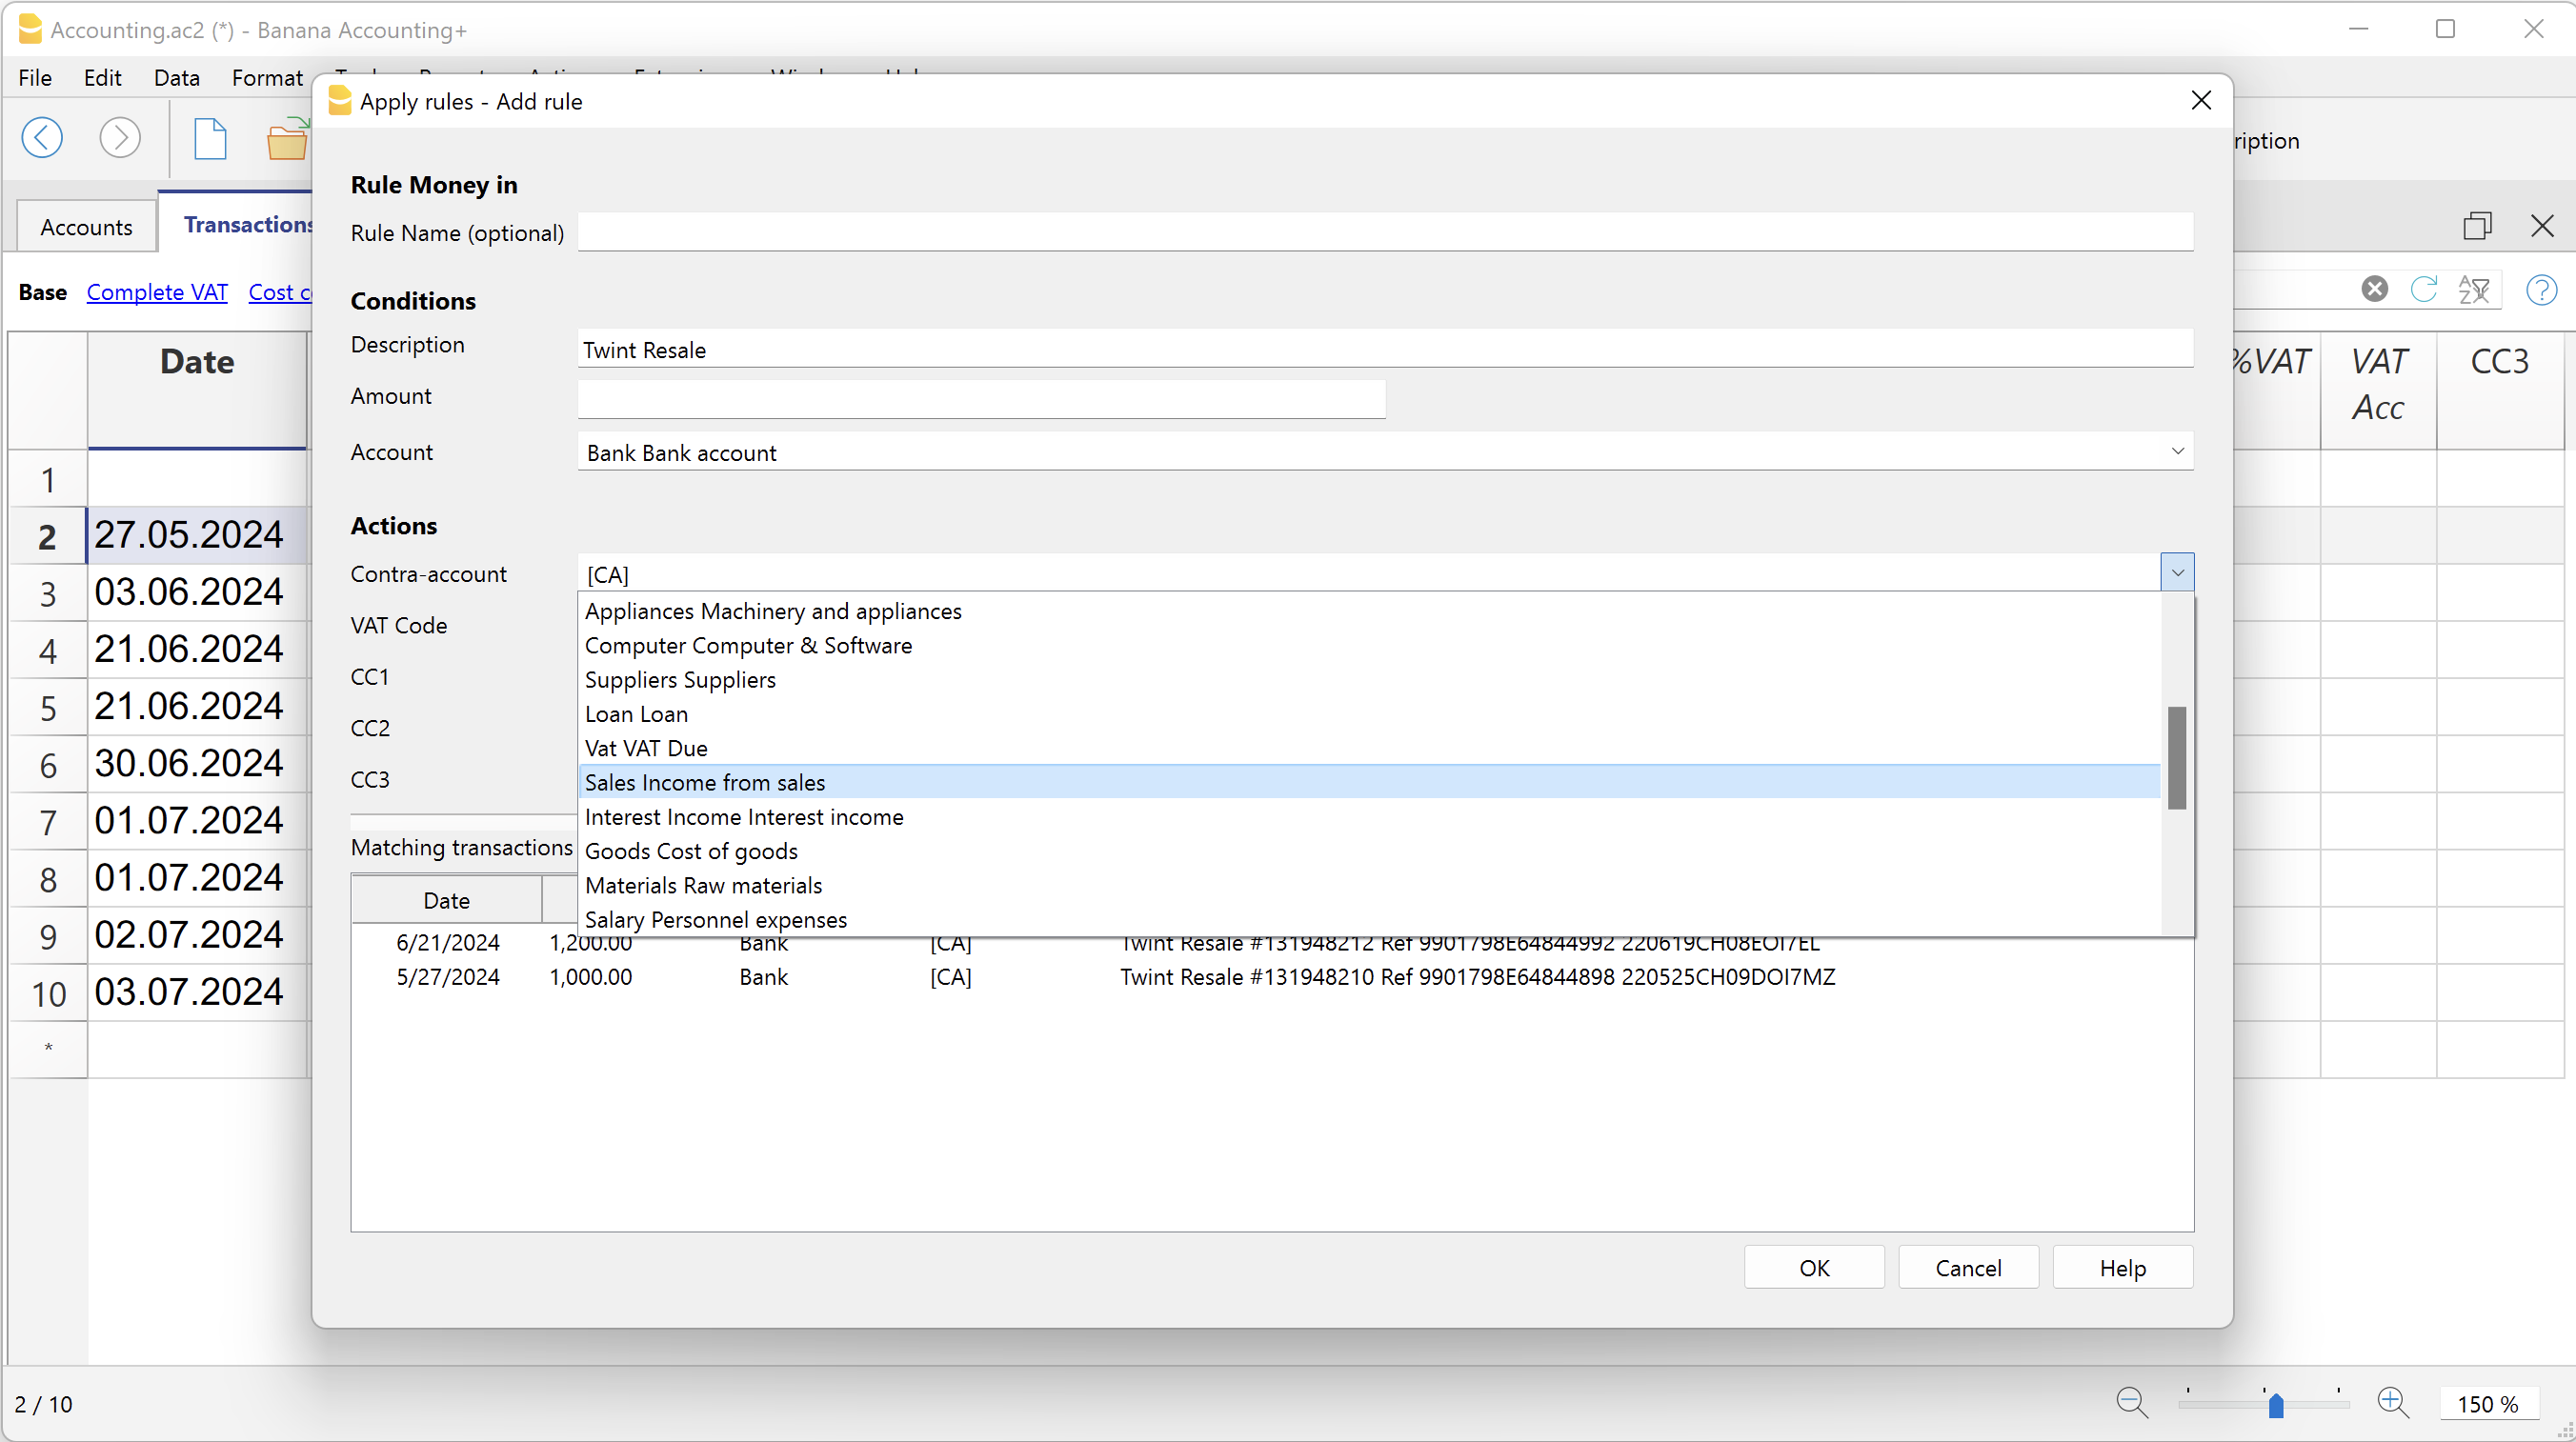 Accounting.ac2 (*) - Banana Accounting+
File Edit Data Format
Apply rules - Add rule
ription
Rule Money in
Accounts Transactions
Rule Name (optional)
Base Complete VAT Cost c
Conditions
Description Twint Resale
Date %VAT VAT Acc CC3
Amount
Account Bank Bank account
1
Actions
2 27.05.2024
Contra-account [CA]
3 03.06.2024
Appliances Machinery and appliances
VAT Code
Computer Computer & Software
4 21.06.2024
CC1
Suppliers Suppliers
5 21.06.2024
Loan Loan
CC2
Vat VAT Due
6 30.06.2024
CC3
Sales Income from sales
7 01.07.2024
Interest Income Interest income
Matching transactions
Goods Cost of goods
8 01.07.2024
Materials Raw materials
Date
Salary Personnel expenses
9 02.07.2024
6/21/2024 1,200.00 Bank [CA] Twint Resale #131948212 Ref 9901798E64844992 220619CH08EOI7EL
5/27/2024 1,000.00 Bank [CA] Twint Resale #131948210 Ref 9901798E64844898 220525CH09DOI7MZ
10 03.07.2024
*
OK Cancel Help
2 / 10
150 %